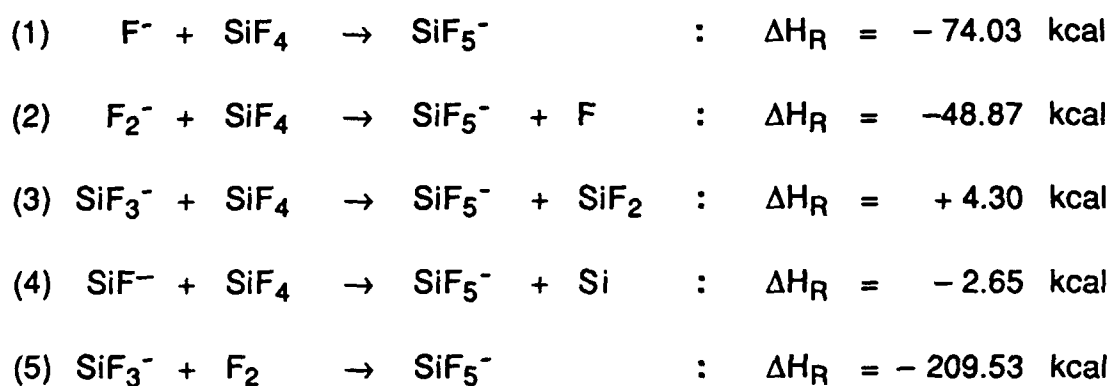 (1) F⁻ + SiF₄ → SiF₅⁻ : ΔH_R = – 74.03 kcal
(2) F₂⁻ + SiF₄ → SiF₅⁻ + F : ΔH_R = –48.87 kcal
(3) SiF₃⁻ + SiF₄ → SiF₅⁻ + SiF₂ : ΔH_R = + 4.30 kcal
(4) SiF⁻ + SiF₄ → SiF₅⁻ + Si : ΔH_R = – 2.65 kcal
(5) SiF₃⁻ + F₂ → SiF₅⁻ : ΔH_R = – 209.53 kcal